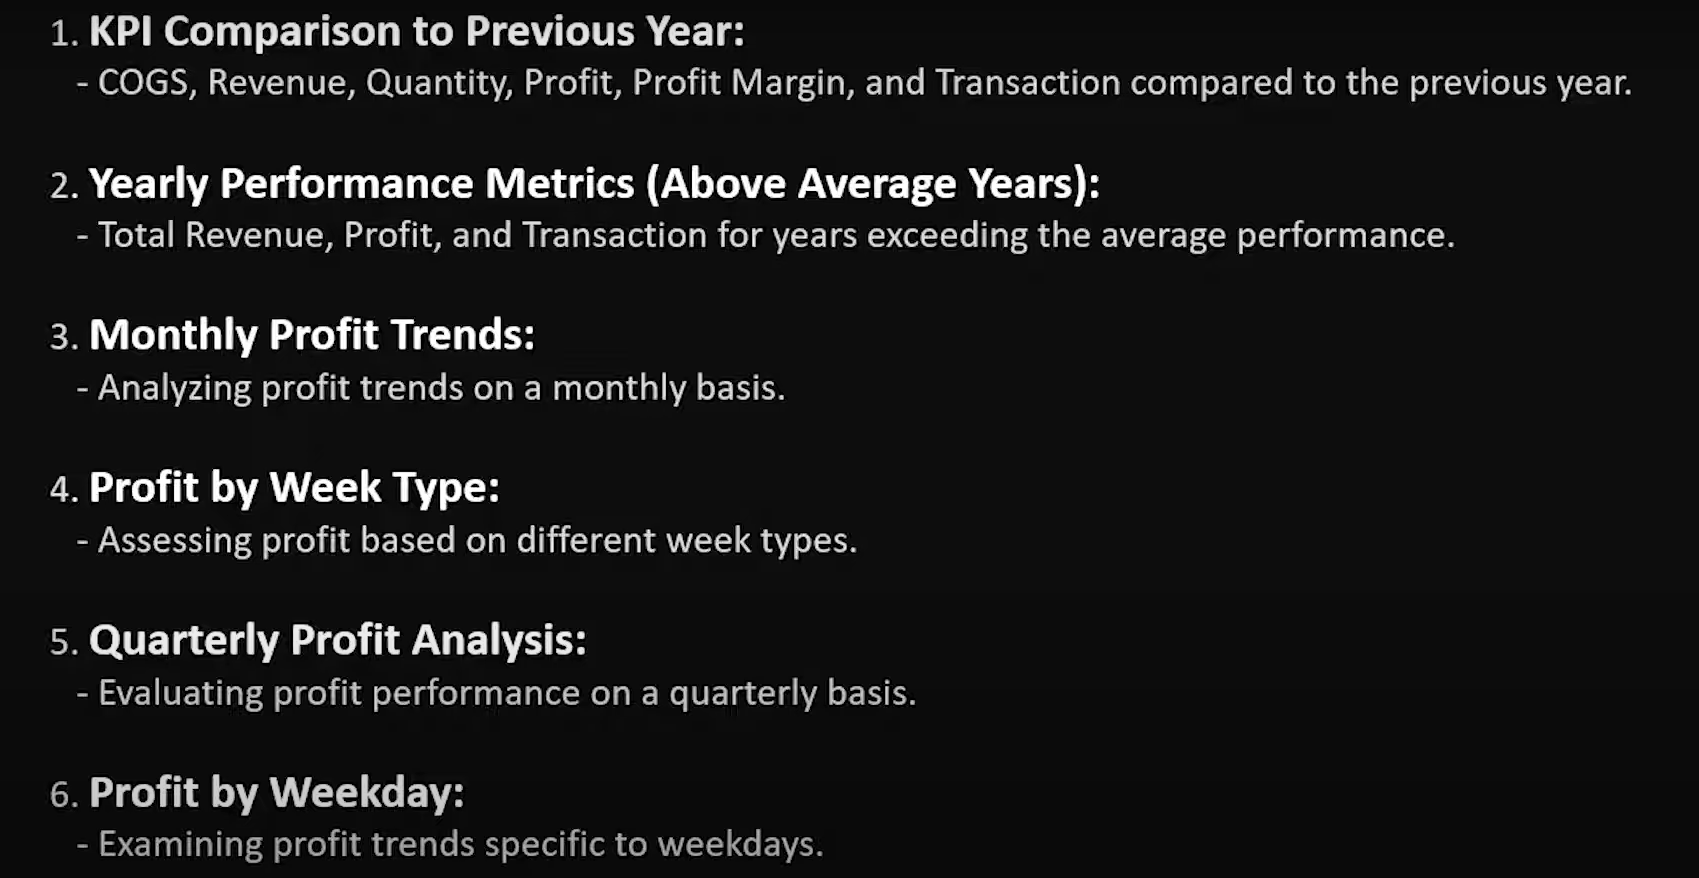 1. KPI Comparison to Previous Year:
- COGS, Revenue, Quantity, Profit, Profit Margin, and Transaction compared to the previous year.
2. Yearly Performance Metrics (Above Average Years):
- Total Revenue, Profit, and Transaction for years exceeding the average performance.
3. Monthly Profit Trends:
- Analyzing profit trends on a monthly basis.
4. Profit by Week Type:
- Assessing profit based on different week types.
5. Quarterly Profit Analysis:
- Evaluating profit performance on a quarterly basis.
6. Profit by Weekday:
- Examining profit trends specific to weekdays.